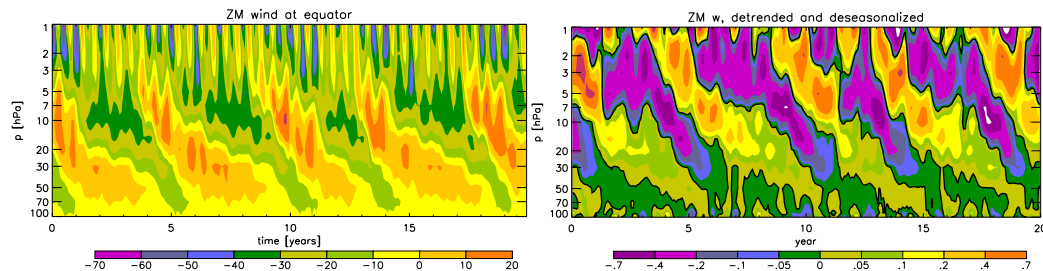 ZM wind at equator
p [hPa]
1
2
3
5
7
10
20
30
50
70
100
0 5 10 15
time [years]
-70 -60 -50 -40 -30 -20 -10 0 10 20
ZM w, detrended and deseasonalized
p [hPa]
1
2
3
5
7
10
20
30
50
70
100
0 5 10 15 20
year
-.7 -.4 -.2 -.1 -.05 0 .05 .1 .2 .4 .7